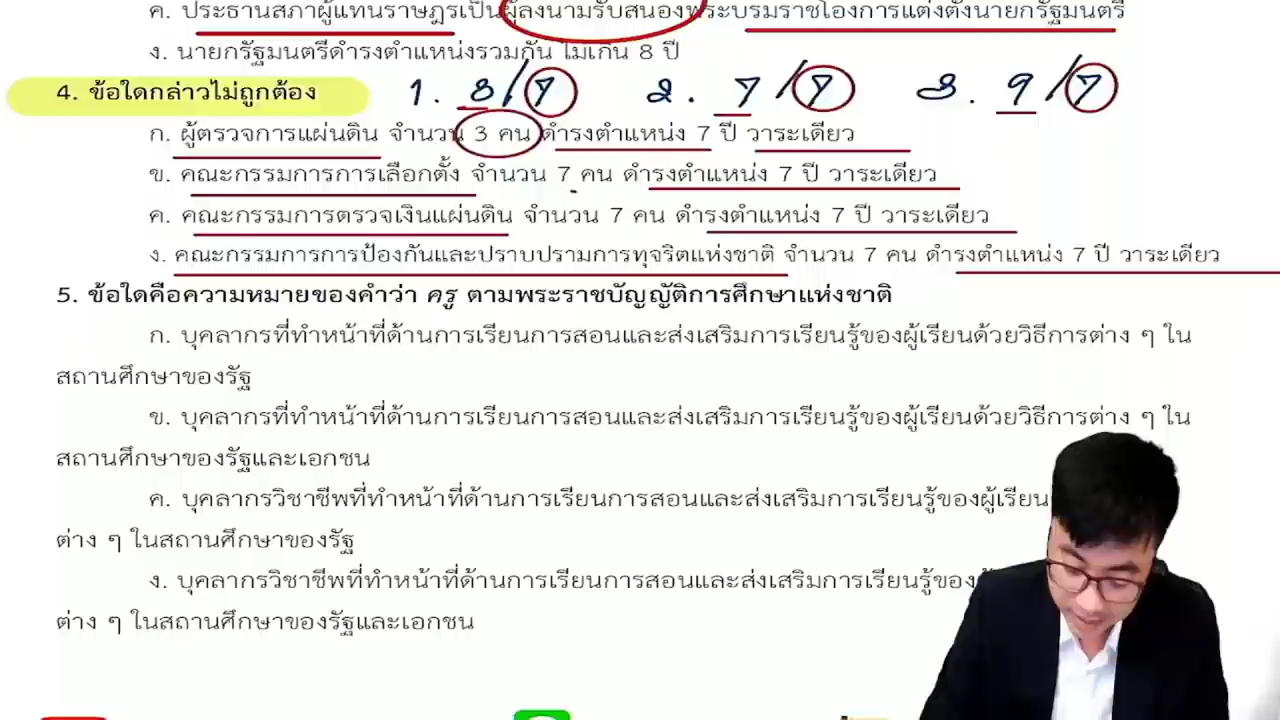 ค. ประธานสภาผู้แทนราษฎรเป็นผู้ลงนามรับสนองพระบรมราชโองการแต่งตั้งนายกรัฐมนตรี
ง. นายกรัฐมนตรีดำรงตำแหน่งรวมกัน ไม่เกิน 8 ปี
4. ข้อใดกล่าวไม่ถูกต้อง 1. 3/7 2. 7/7 3. 9/7
ก. ผู้ตรวจการแผ่นดิน จำนวน 3 คน ดำรงตำแหน่ง 7 ปี วาระเดียว
ข. คณะกรรมการการเลือกตั้ง จำนวน 7 คน ดำรงตำแหน่ง 7 ปี วาระเดียว
ค. คณะกรรมการตรวจเงินแผ่นดิน จำนวน 7 คน ดำรงตำแหน่ง 7 ปี วาระเดียว
ง. คณะกรรมการการป้องกันและปราบปรามการทุจริตแห่งชาติ จำนวน 7 คน ดำรงตำแหน่ง 7 ปี วาระเดียว
5. ข้อใดคือความหมายของคำว่า ครู ตามพระราชบัญญัติการศึกษาแห่งชาติ
ก. บุคลากรที่ทำหน้าที่ด้านการเรียนการสอนและส่งเสริมการเรียนรู้ของผู้เรียนด้วยวิธีการต่าง ๆ ใน
สถานศึกษาของรัฐ
ข. บุคลากรที่ทำหน้าที่ด้านการเรียนการสอนและส่งเสริมการเรียนรู้ของผู้เรียนด้วยวิธีการต่าง ๆ ใน
สถานศึกษาของรัฐและเอกชน
ค. บุคลากรวิชาชีพที่ทำหน้าที่ด้านการเรียนการสอนและส่งเสริมการเรียนรู้ของผู้เรียน
ต่าง ๆ ในสถานศึกษาของรัฐ
ง. บุคลากรวิชาชีพที่ทำหน้าที่ด้านการเรียนการสอนและส่งเสริมการเรียนรู้ของ
ต่าง ๆ ในสถานศึกษาของรัฐและเอกชน